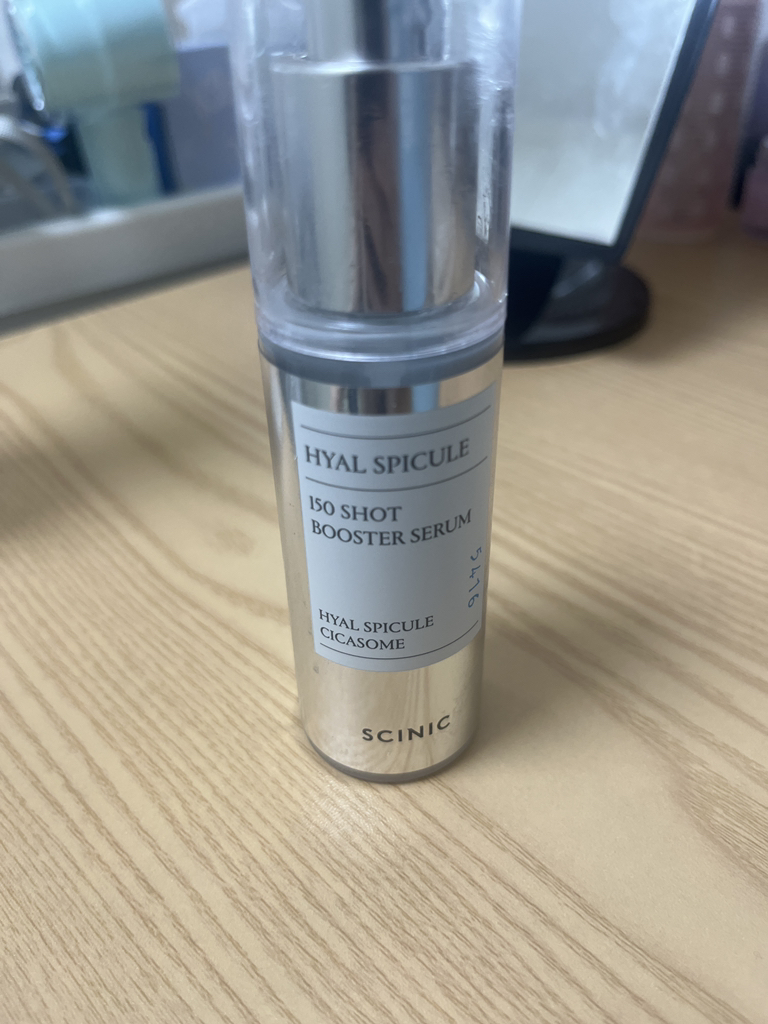 HYAL SPICULE
150 SHOT
BOOSTER SERUM
5416
HYAL SPICULE
CICASOME
SCINIC